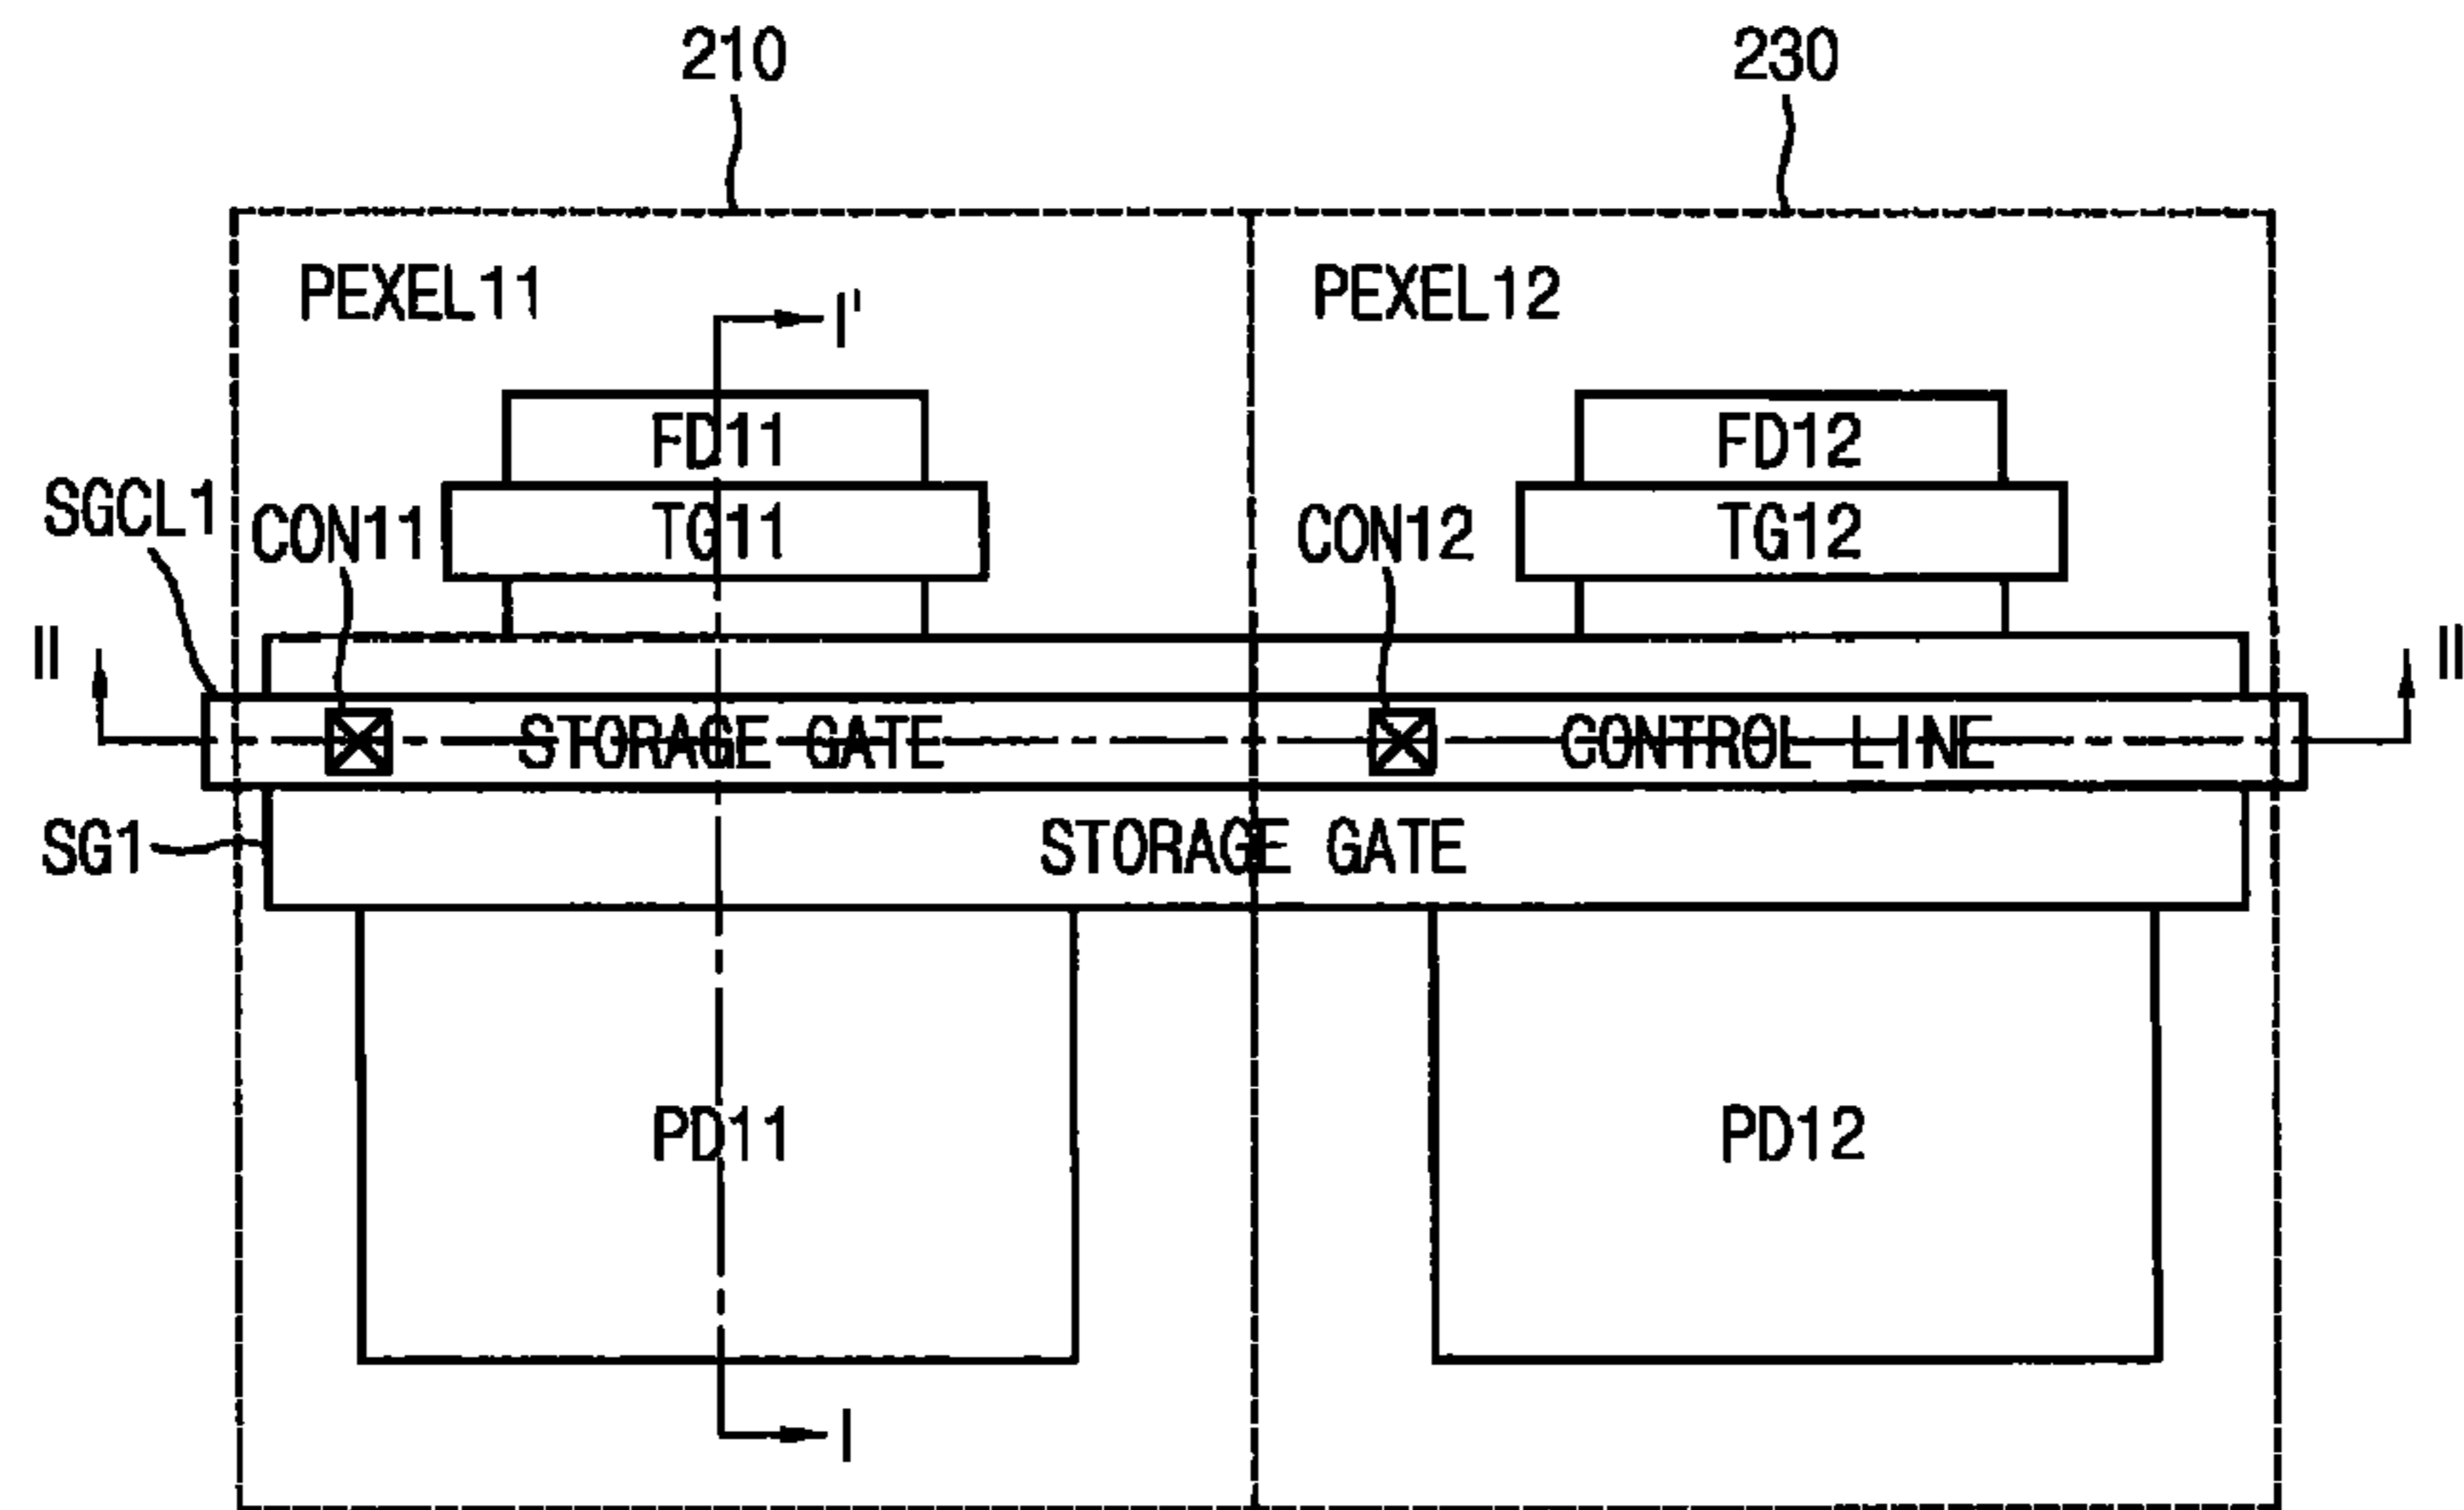 210
230
PEXEL11
PEXEL12
I'
FD11
FD12
SGCL1
CON11
TG11
CON12
TG12
II
II
STORAGE GATE
CONTROL LINE
SG1
STORAGE GATE
PD11
PD12
I